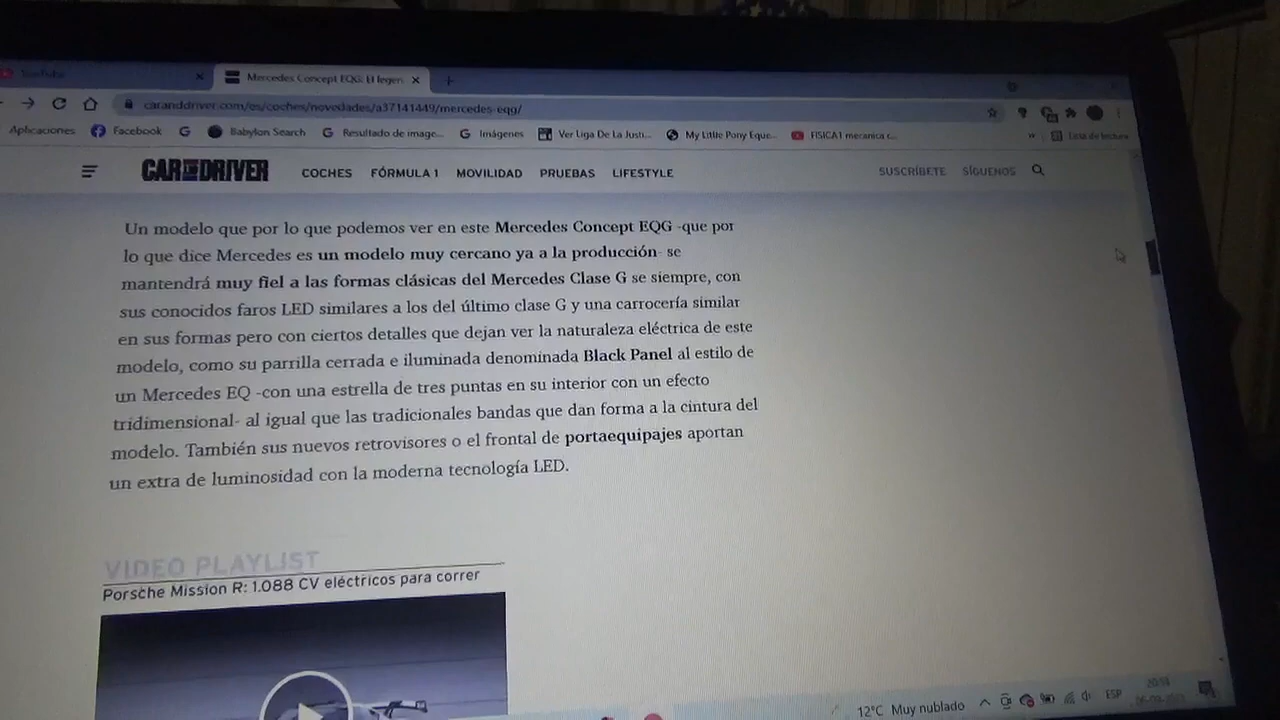 YouTube
Mercedes Concept EQG: El legen
caranddriver.com/es/coches/novedades/a37141449/mercedes-eqg/
Aplicaciones Facebook Babylon Search Resultado de image... Imágenes Ver Liga De La Justi... My Little Pony Eque... FISICA1 mecanica c... » Lista de lectura
CAR AND DRIVER COCHES FÓRMULA 1 MOVILIDAD PRUEBAS LIFESTYLE SUSCRÍBETE SÍGUENOS
Un modelo que por lo que podemos ver en este Mercedes Concept EQG -que por
lo que dice Mercedes es un modelo muy cercano ya a la producción- se
mantendrá muy fiel a las formas clásicas del Mercedes Clase G se siempre, con
sus conocidos faros LED similares a los del último clase G y una carrocería similar
en sus formas pero con ciertos detalles que dejan ver la naturaleza eléctrica de este
modelo, como su parrilla cerrada e iluminada denominada Black Panel al estilo de
un Mercedes EQ -con una estrella de tres puntas en su interior con un efecto
tridimensional- al igual que las tradicionales bandas que dan forma a la cintura del
modelo. También sus nuevos retrovisores o el frontal de portaequipajes aportan
un extra de luminosidad con la moderna tecnología LED.
VIDEO PLAYLIST
Porsche Mission R: 1.088 CV eléctricos para correr
12°C Muy nublado ESP